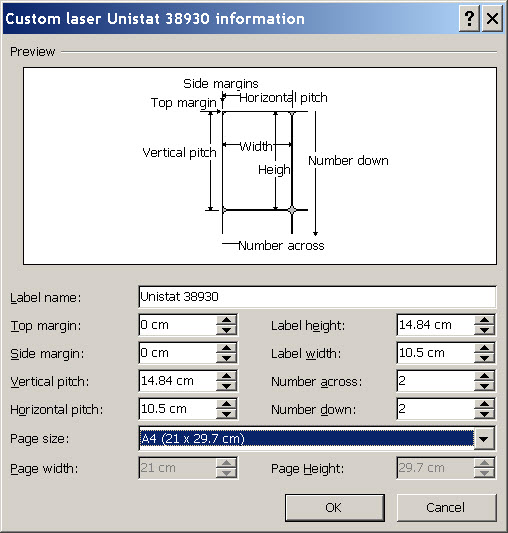 Custom laser Unistat 38930 information
Preview
Side margins
Horizontal pitch
Top margin
Vertical pitch
Width
Heigh
Number down
Number across
Label name: Unistat 38930
Top margin: 0 cm Label height: 14.84 cm
Side margin: 0 cm Label width: 10.5 cm
Vertical pitch: 14.84 cm Number across: 2
Horizontal pitch: 10.5 cm Number down: 2
Page size: A4 (21 x 29.7 cm)
Page width: 21 cm Page Height: 29.7 cm
OK Cancel